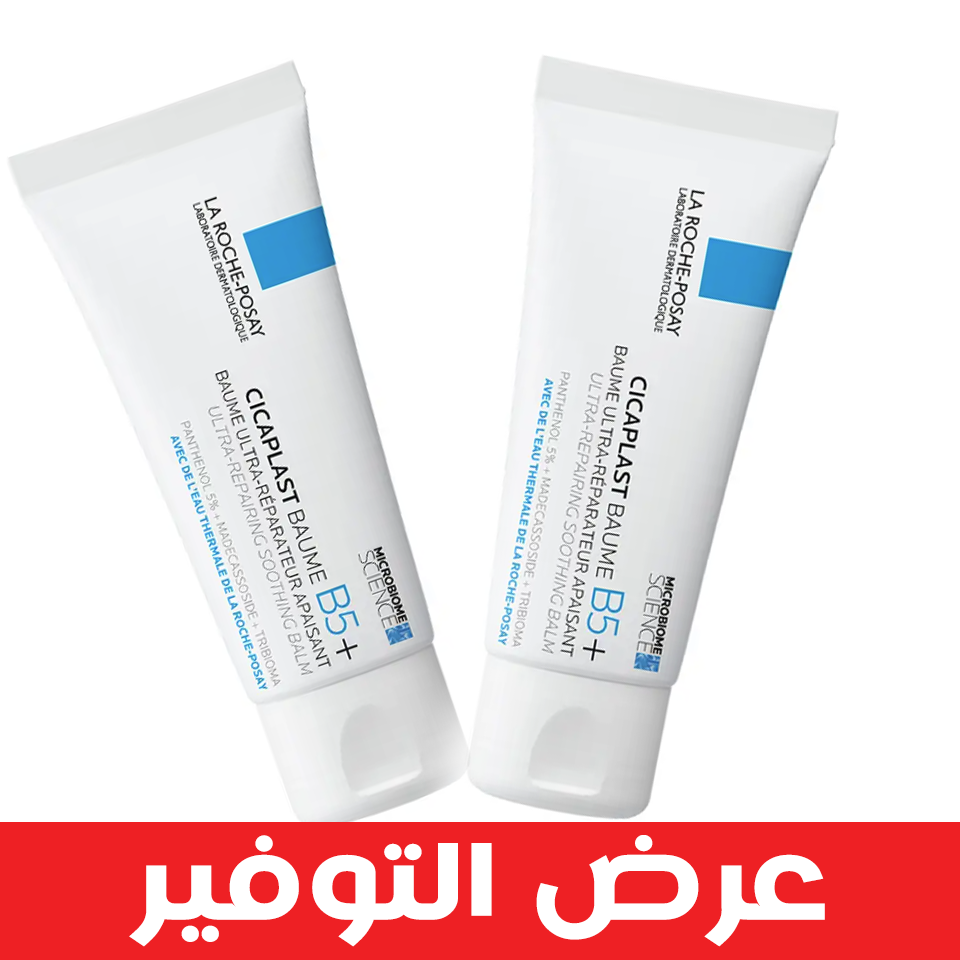 LA ROCHE-POSAY
LABORATOIRE DERMATOLOGIQUE
CICAPLAST BAUME B5+
BAUME ULTRA-RÉPARATEUR APAISANT
ULTRA-REPAIRING SOOTHING BALM
PANTHENOL 5% + MADECASSOSIDE + TRIBIOMA
AVEC DE L'EAU THERMALE DE LA ROCHE-POSAY
MICROBIOME
SCIENCE
LA ROCHE-POSAY
LABORATOIRE DERMATOLOGIQUE
CICAPLAST BAUME B5+
BAUME ULTRA-RÉPARATEUR APAISANT
ULTRA-REPAIRING SOOTHING BALM
PANTHENOL 5% + MADECASSOSIDE + TRIBIOMA
AVEC DE L'EAU THERMALE DE LA ROCHE-POSAY
MICROBIOME
SCIENCE
عرض التوفير